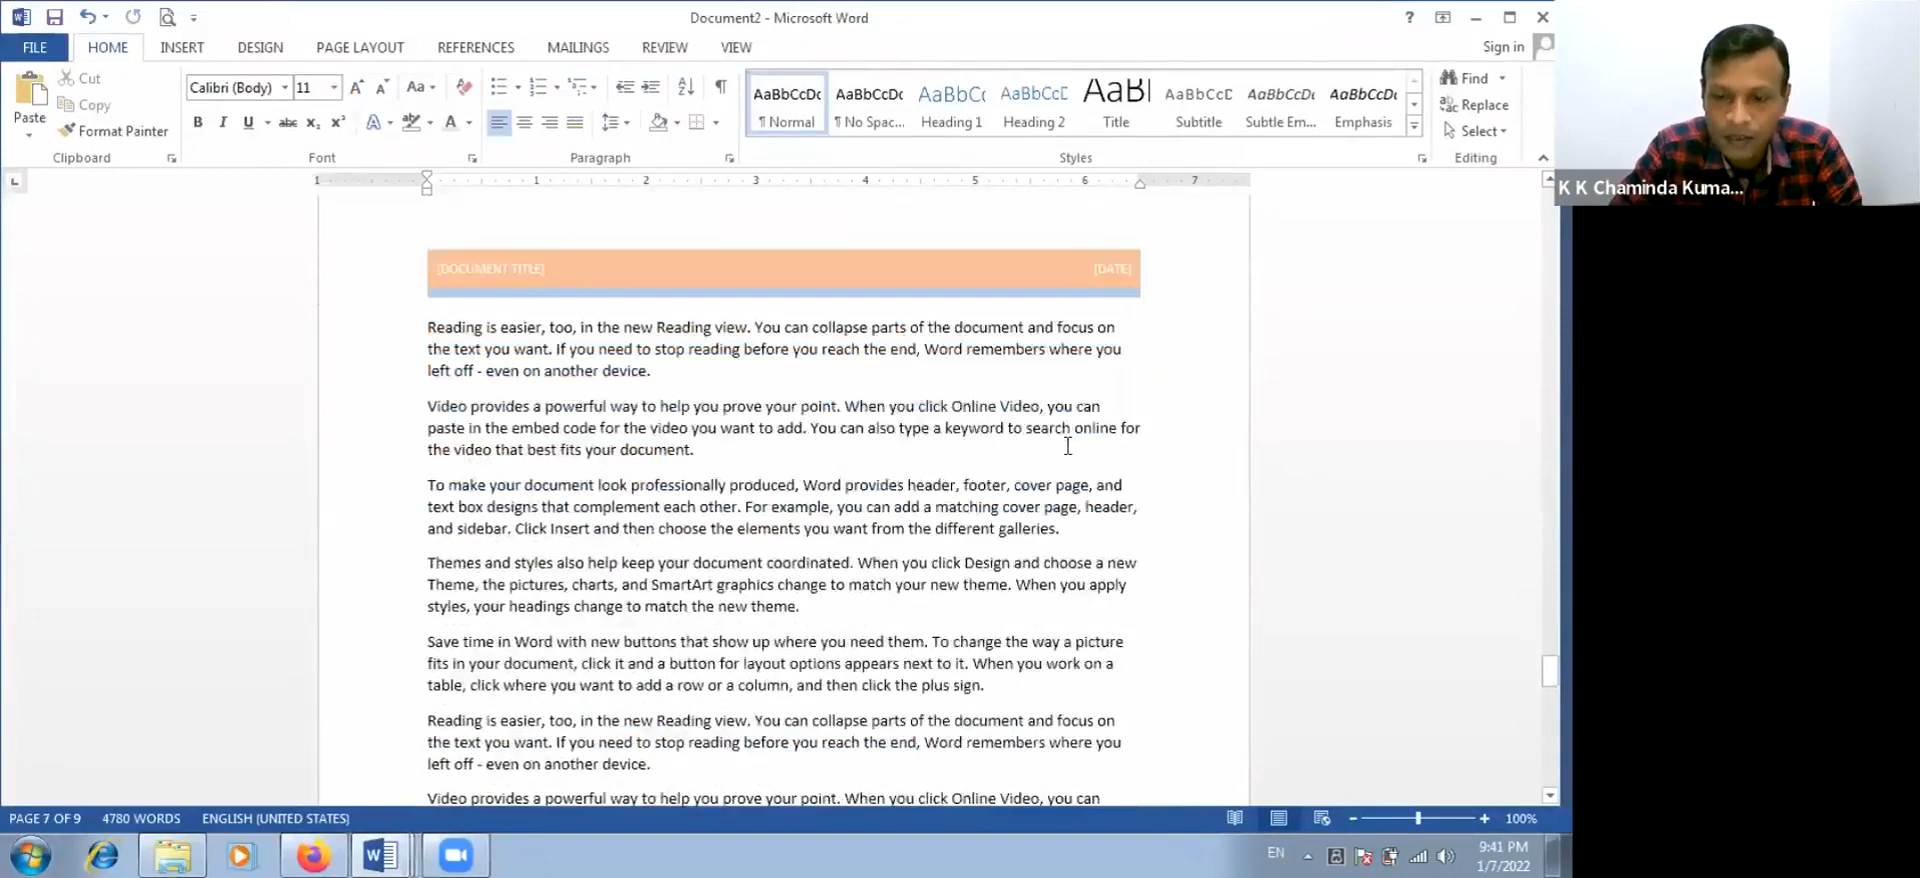 Document2 - Microsoft Word
?
FILE HOME INSERT DESIGN PAGE LAYOUT REFERENCES MAILINGS REVIEW VIEW Sign in
Paste
Cut
Copy
Format Painter
Clipboard
Calibri (Body) 11
B I U abc X₂ X²
Font
Paragraph
AaBbCcDc AaBbCcDc AaBbCc AaBbCcD AaBl AaBbCcD AaBbCcDc AaBbCcDc
¶ Normal ¶ No Spac... Heading 1 Heading 2 Title Subtitle Subtle Em... Emphasis
Styles
Find
Replace
Select
Editing
K K Chaminda Kuma...
1 1 2 3 4 5 6 7
[DOCUMENT TITLE] [DATE]
Reading is easier, too, in the new Reading view. You can collapse parts of the document and focus on
the text you want. If you need to stop reading before you reach the end, Word remembers where you
left off - even on another device.
Video provides a powerful way to help you prove your point. When you click Online Video, you can
paste in the embed code for the video you want to add. You can also type a keyword to search online for
the video that best fits your document.
To make your document look professionally produced, Word provides header, footer, cover page, and
text box designs that complement each other. For example, you can add a matching cover page, header,
and sidebar. Click Insert and then choose the elements you want from the different galleries.
Themes and styles also help keep your document coordinated. When you click Design and choose a new
Theme, the pictures, charts, and SmartArt graphics change to match your new theme. When you apply
styles, your headings change to match the new theme.
Save time in Word with new buttons that show up where you need them. To change the way a picture
fits in your document, click it and a button for layout options appears next to it. When you work on a
table, click where you want to add a row or a column, and then click the plus sign.
Reading is easier, too, in the new Reading view. You can collapse parts of the document and focus on
the text you want. If you need to stop reading before you reach the end, Word remembers where you
left off - even on another device.
Video provides a powerful way to help you prove your point. When you click Online Video, you can
PAGE 7 OF 9 4780 WORDS ENGLISH (UNITED STATES) 100%
EN 9:41 PM
1/7/2022